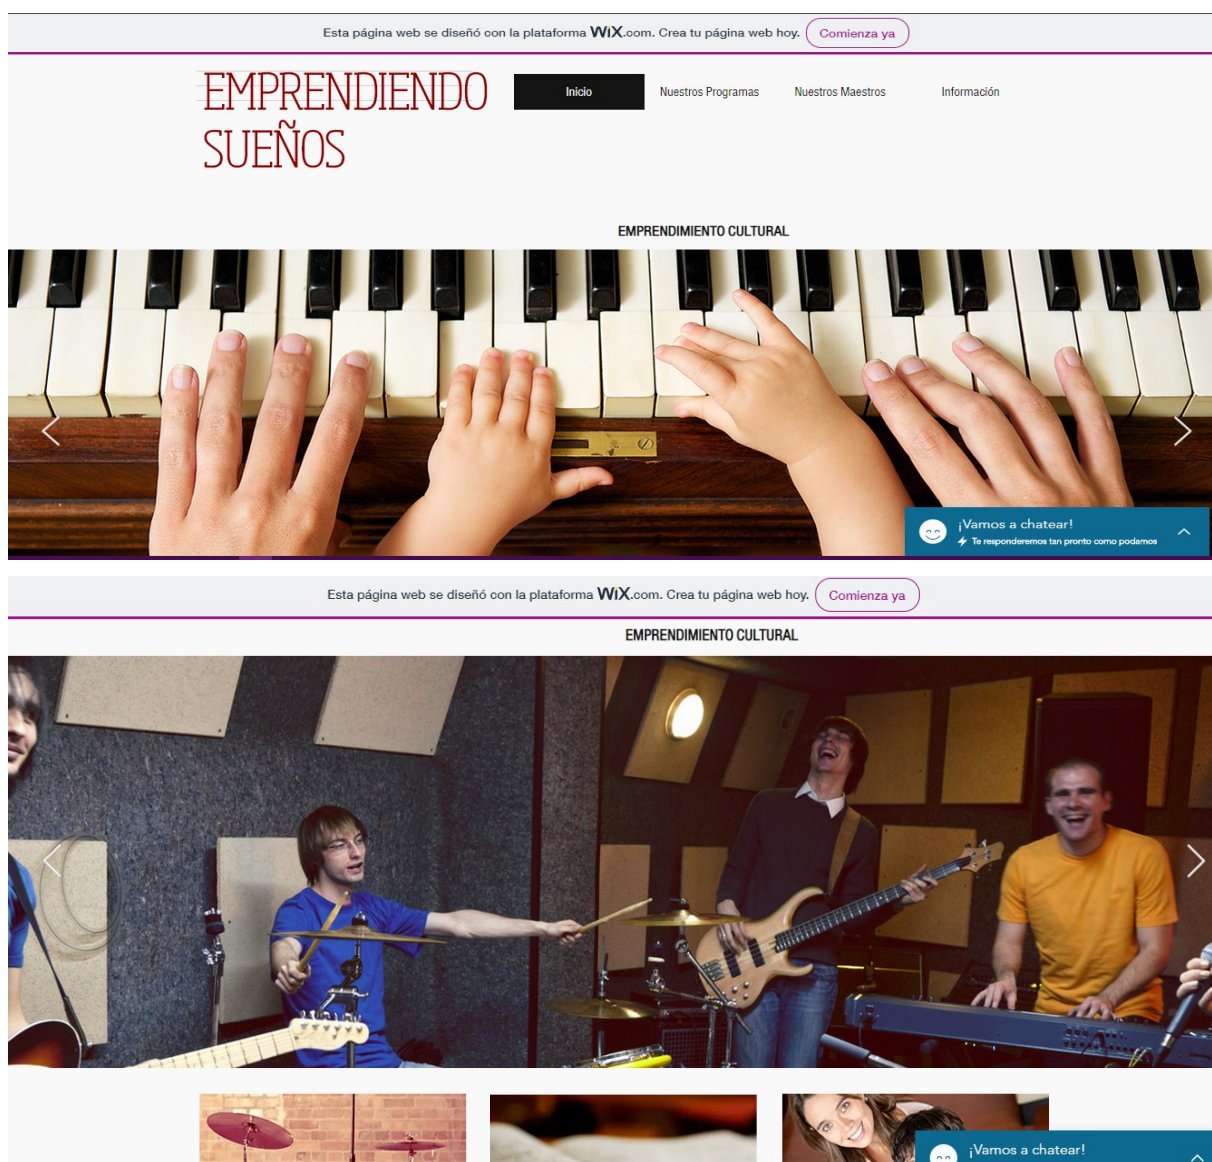 Esta página web se diseñó con la plataforma WiX.com. Crea tu página web hoy. Comienza ya
EMPRENDIENDO
SUEÑOS
Inicio Nuestros Programas Nuestros Maestros Información
EMPRENDIMIENTO CULTURAL
¡Vamos a chatear!
Te responderemos tan pronto como podamos
Esta página web se diseñó con la plataforma WiX.com. Crea tu página web hoy. Comienza ya
EMPRENDIMIENTO CULTURAL
¡Vamos a chatear!